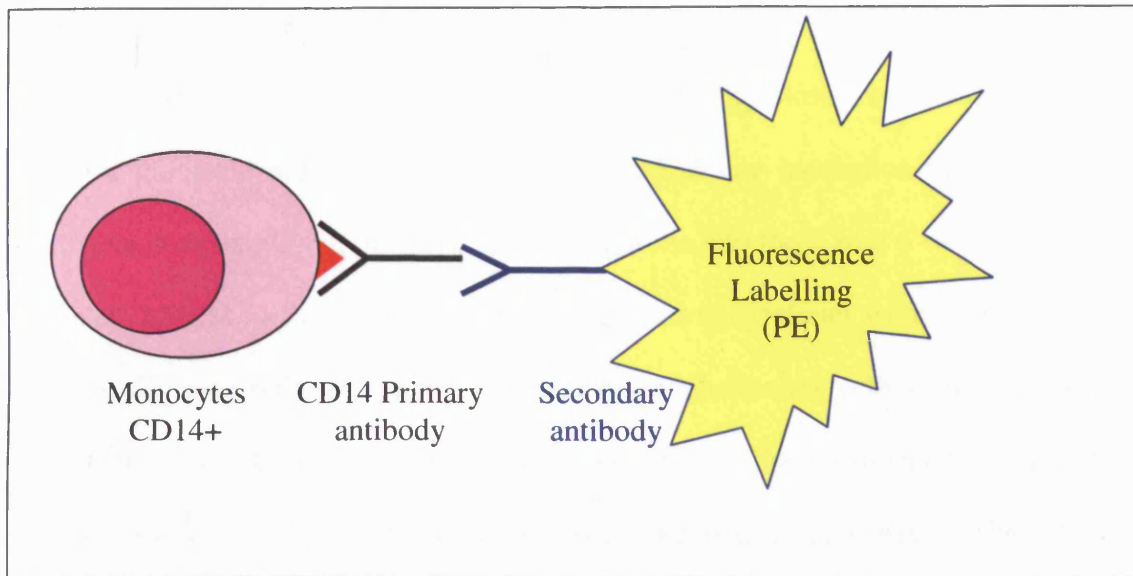 Fluorescence
Labelling
(PE)
Monocytes
CD14+
CD14 Primary
antibody
Secondary
antibody